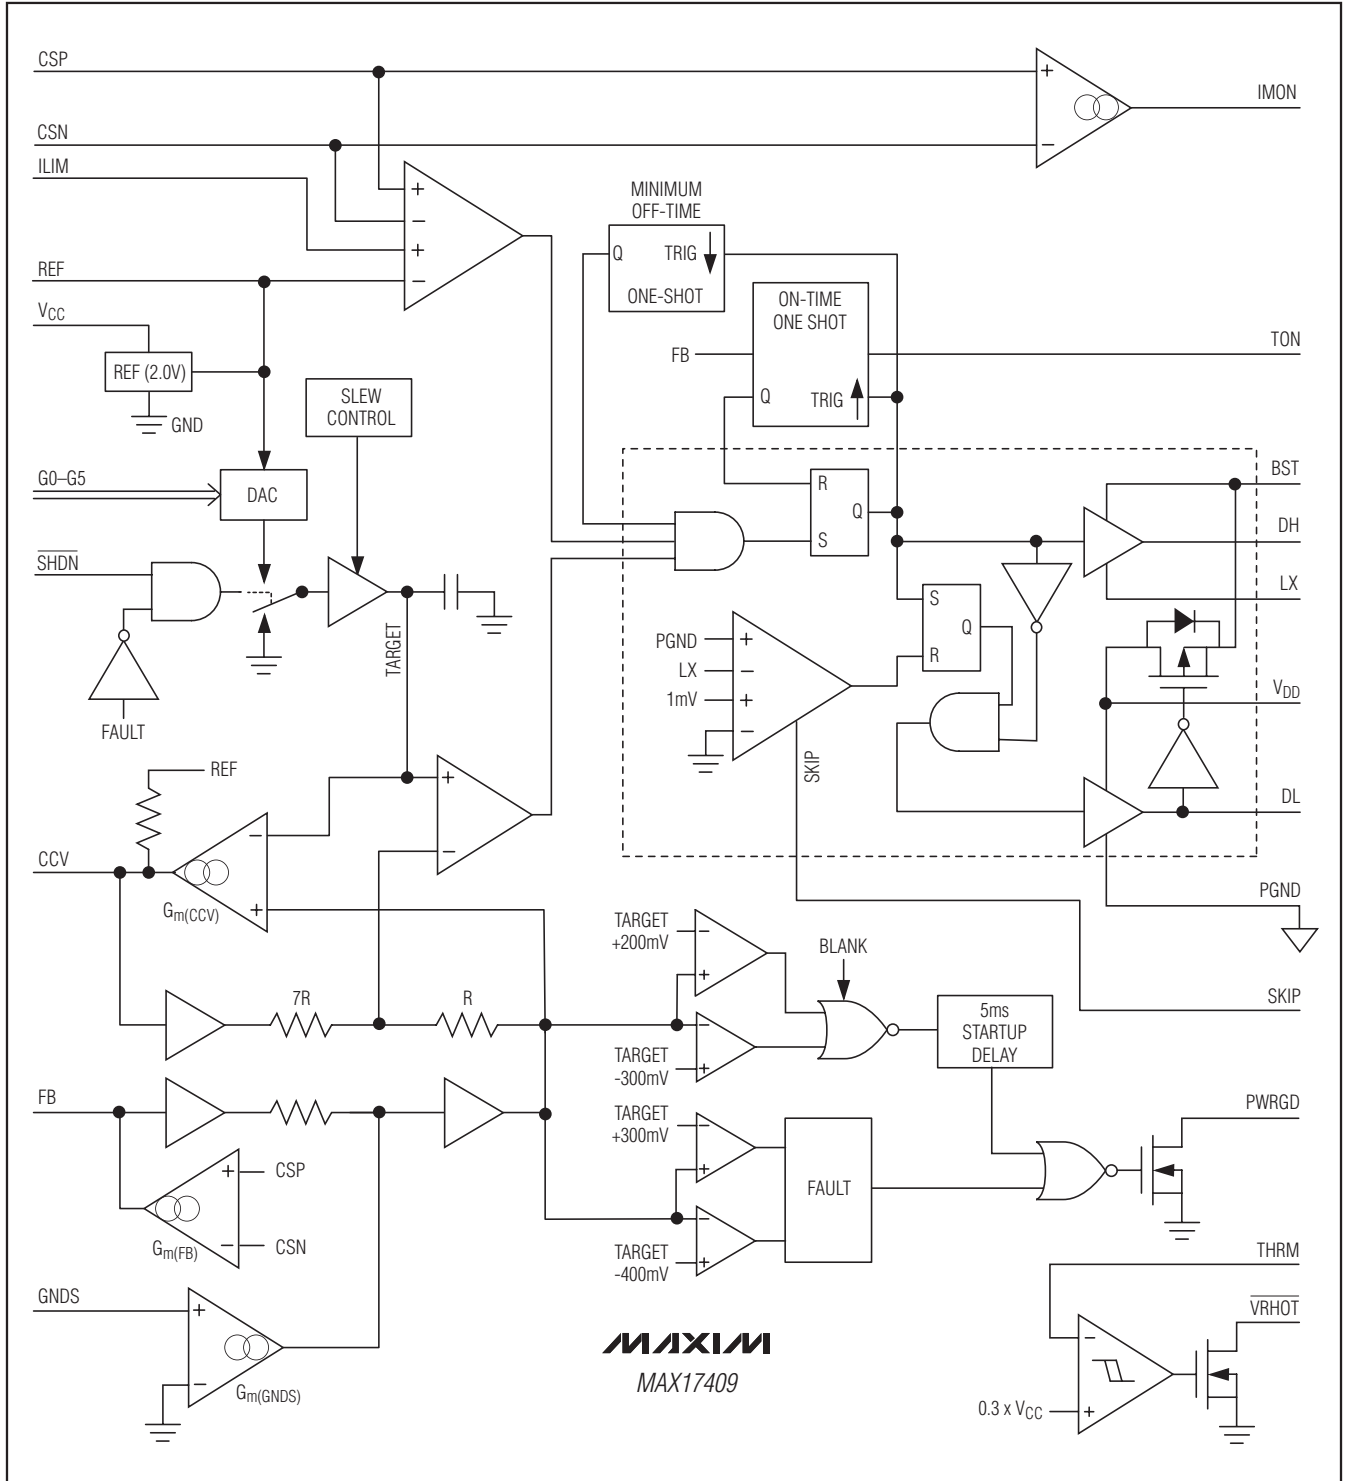 CSP
IMON
CSN
ILIM
+
−
+
−
+
−
MINIMUM
OFF-TIME
Q
TRIG
ONE-SHOT
REF
VCC
REF (2.0V)
GND
ON-TIME
ONE SHOT
FB
Q
TRIG
TON
SLEW
CONTROL
G0–G5
DAC
R
Q
S
BST
DH
LX
SHDN
FAULT
TARGET
PGND
LX
1mV
+
−
+
−
SKIP
S
Q
R
VDD
DL
PGND
REF
CCV
−
+
Gm(CCV)
+
−
7R
R
TARGET
+200mV
−
+
BLANK
−
TARGET
-300mV
+
5ms
STARTUP
DELAY
SKIP
FB
+
CSP
−
CSN
Gm(FB)
TARGET
+300mV
−
+
−
TARGET
-400mV
+
FAULT
PWRGD
GNDS
+
−
Gm(GNDS)
MAXIM
MAX17409
THRM
VRHOT
−
0.3 x VCC
+